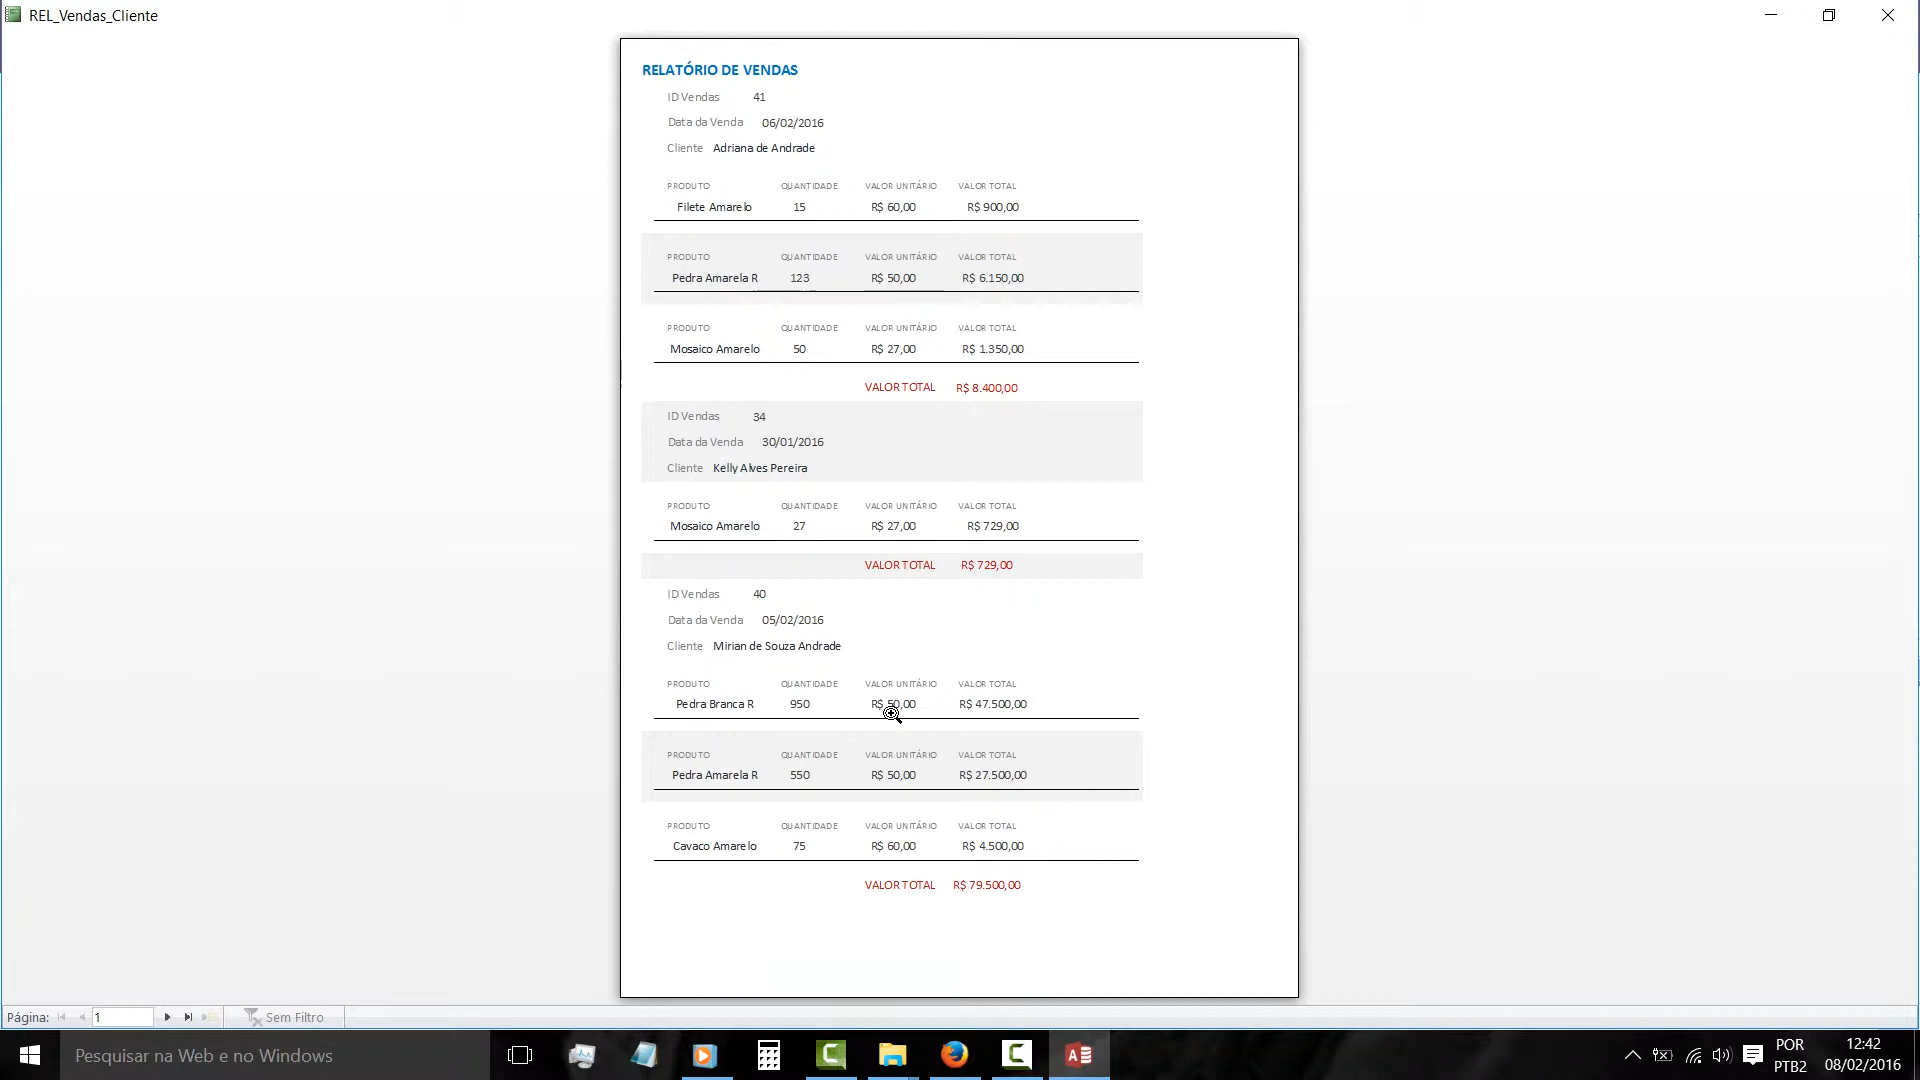 REL_Vendas_Cliente
RELATÓRIO DE VENDAS
ID Vendas 41
Data da Venda 06/02/2016
Cliente Adriana de Andrade
PRODUTO QUANTIDADE VALOR UNITÁRIO VALOR TOTAL
Filete Amarelo 15 R$ 60,00 R$ 900,00
PRODUTO QUANTIDADE VALOR UNITÁRIO VALOR TOTAL
Pedra Amarela R 123 R$ 50,00 R$ 6.150,00
PRODUTO QUANTIDADE VALOR UNITÁRIO VALOR TOTAL
Mosaico Amarelo 50 R$ 27,00 R$ 1.350,00
VALOR TOTAL R$ 8.400,00
ID Vendas 34
Data da Venda 30/01/2016
Cliente Kelly Alves Pereira
PRODUTO QUANTIDADE VALOR UNITÁRIO VALOR TOTAL
Mosaico Amarelo 27 R$ 27,00 R$ 729,00
VALOR TOTAL R$ 729,00
ID Vendas 40
Data da Venda 05/02/2016
Cliente Mirian de Souza Andrade
PRODUTO QUANTIDADE VALOR UNITÁRIO VALOR TOTAL
Pedra Branca R 950 R$ 50,00 R$ 47.500,00
PRODUTO QUANTIDADE VALOR UNITÁRIO VALOR TOTAL
Pedra Amarela R 550 R$ 50,00 R$ 27.500,00
PRODUTO QUANTIDADE VALOR UNITÁRIO VALOR TOTAL
Cavaco Amarelo 75 R$ 60,00 R$ 4.500,00
VALOR TOTAL R$ 79.500,00
Página: 1 Sem Filtro
Pesquisar na Web e no Windows
POR 12:42
PTB2 08/02/2016